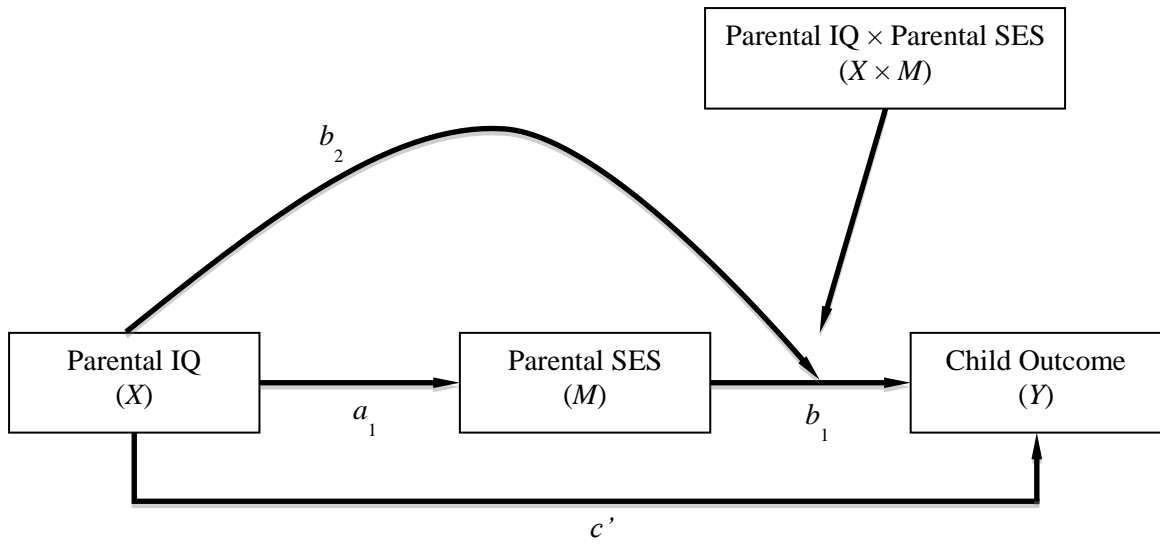 Parental IQ × Parental SES
(X × M)
b2
Parental IQ
(X)
Parental SES
(M)
Child Outcome
(Y)
a1
b1
c’